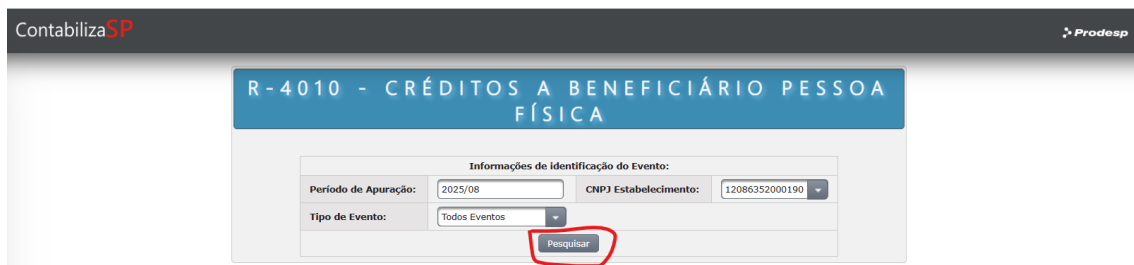 ContabilizaSP
Prodesp
R-4010 - CRÉDITOS A BENEFICIÁRIO PESSOA
FÍSICA
Informações de identificação do Evento:
Período de Apuração: 2025/08 CNPJ Estabelecimento: 12086352000190
Tipo de Evento: Todos Eventos
Pesquisar